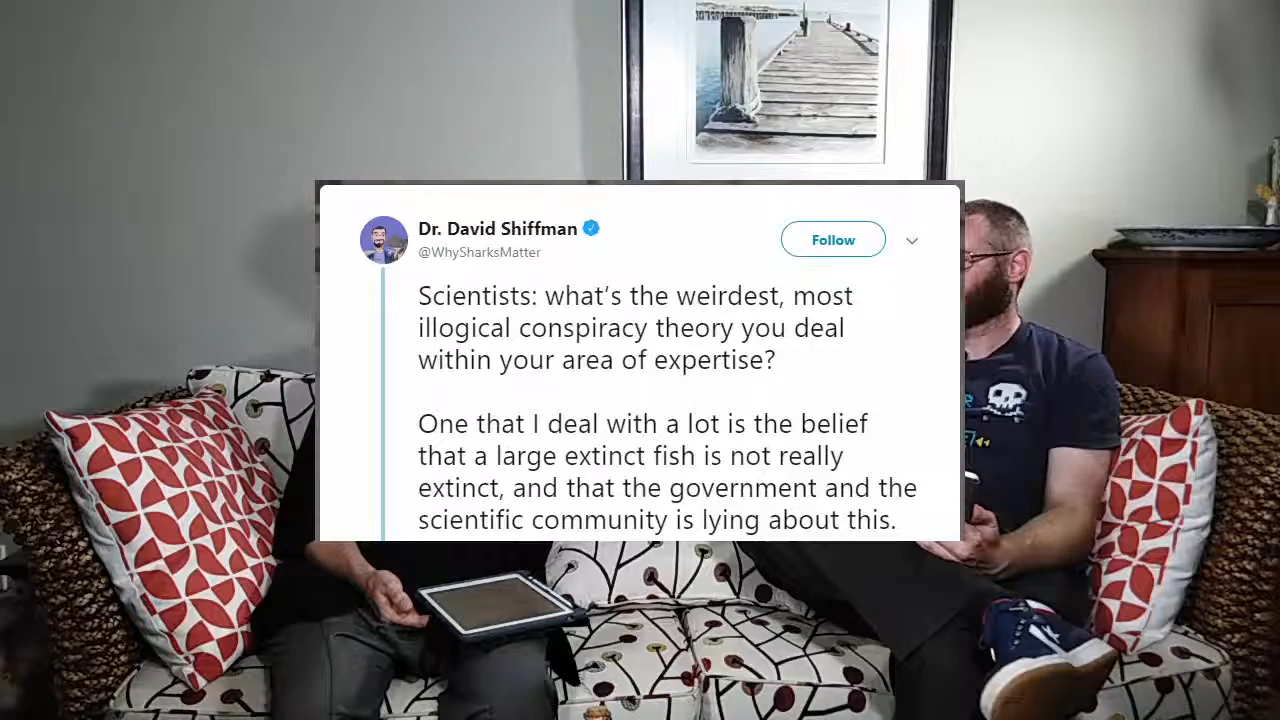 Dr. David Shiffman
@WhySharksMatter
Follow
Scientists: what's the weirdest, most
illogical conspiracy theory you deal
within your area of expertise?
One that I deal with a lot is the belief
that a large extinct fish is not really
extinct, and that the government and the
scientific community is lying about this.